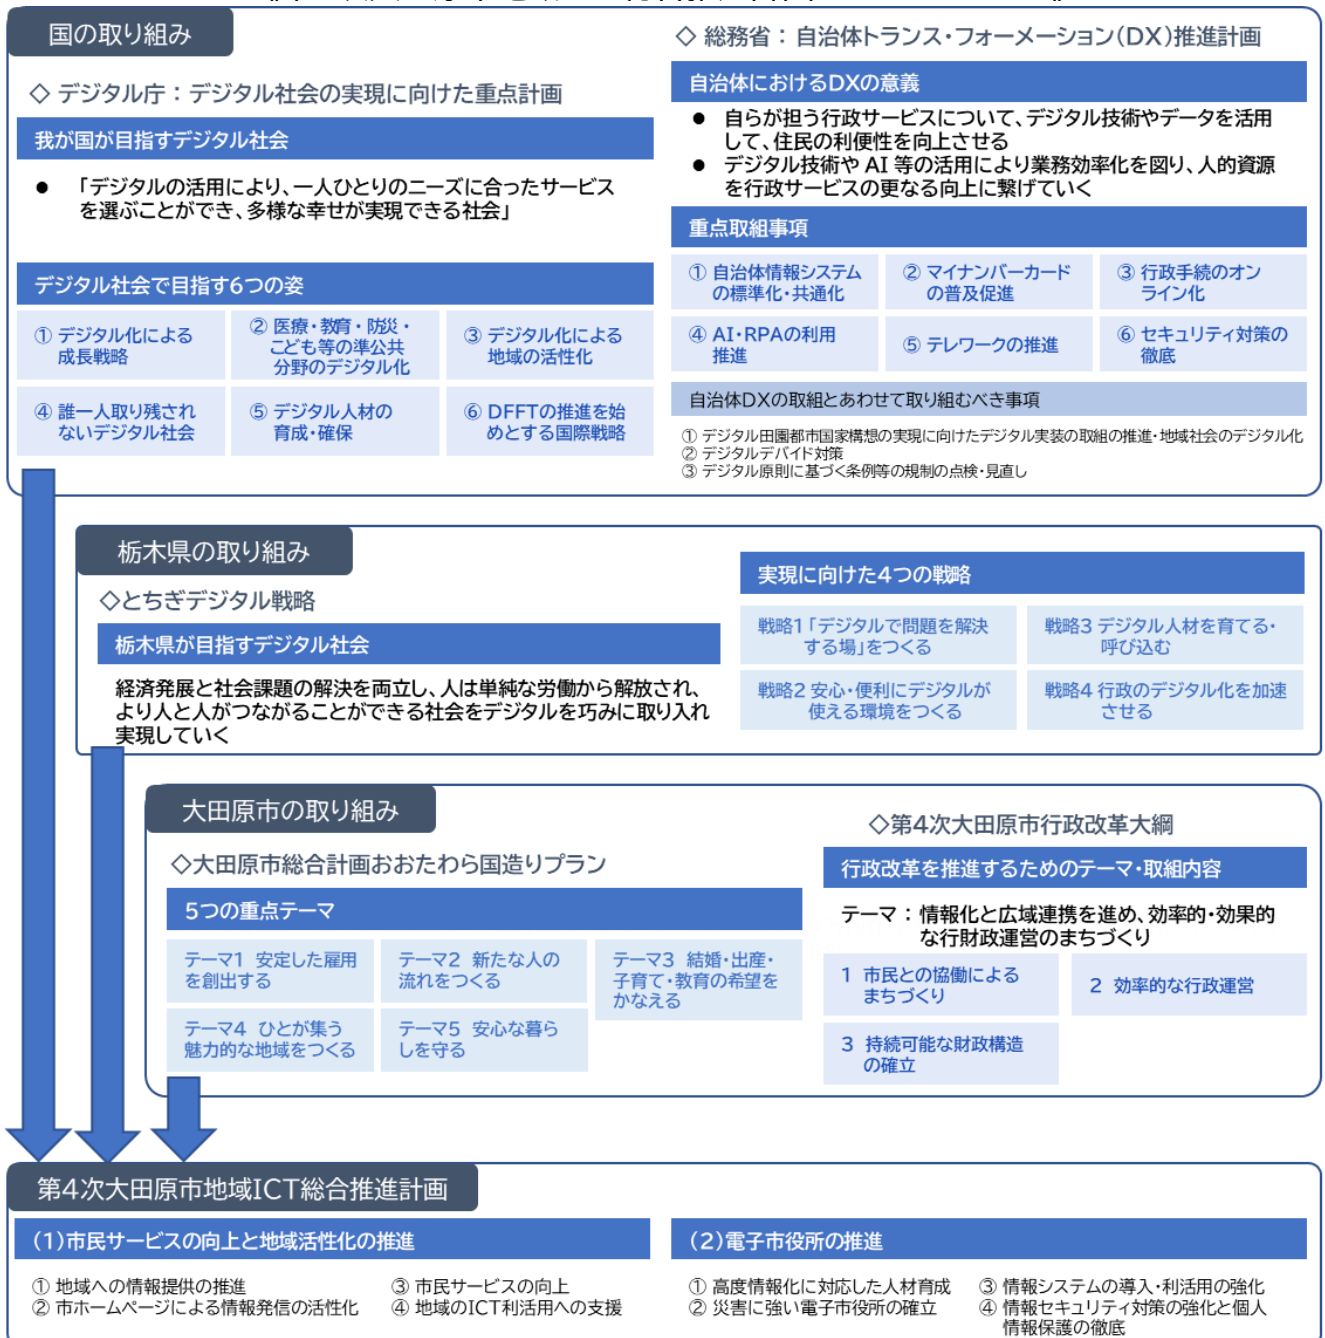 国の取り組み
◇ デジタル庁：デジタル社会の実現に向けた重点計画
我が国が目指すデジタル社会
● 「デジタルの活用により、一人ひとりのニーズに合ったサービス
を選ぶことができ、多様な幸せが実現できる社会」
デジタル社会で目指す6つの姿
① デジタル化による
成長戦略
② 医療・教育・防災・
こども等の準公共
分野のデジタル化
③ デジタル化による
地域の活性化
④ 誰一人取り残され
ないデジタル社会
⑤ デジタル人材の
育成・確保
⑥ DFFTの推進を始
めとする国際戦略
◇ 総務省：自治体トランス・フォーメーション（DX）推進計画
自治体におけるDXの意義
● 自らが担う行政サービスについて、デジタル技術やデータを活用
して、住民の利便性を向上させる
● デジタル技術や AI 等の活用により業務効率化を図り、人的資源
を行政サービスの更なる向上に繋げていく
重点取組事項
① 自治体情報システム
の標準化・共通化
② マイナンバーカード
の普及促進
③ 行政手続のオン
ライン化
④ AI・RPAの利用
推進
⑤ テレワークの推進
⑥ セキュリティ対策の
徹底
自治体DXの取組とあわせて取り組むべき事項
① デジタル田園都市国家構想の実現に向けたデジタル実装の取組の推進・地域社会のデジタル化
② デジタルデバイド対策
③ デジタル原則に基づく条例等の規制の点検・見直し
栃木県の取り組み
◇とちぎデジタル戦略
栃木県が目指すデジタル社会
経済発展と社会課題の解決を両立し、人は単純な労働から解放され、
より人と人がつながることができる社会をデジタルを巧みに取り入れ
実現していく
実現に向けた4つの戦略
戦略1 「デジタルで問題を解決
する場」をつくる
戦略3 デジタル人材を育てる・
呼び込む
戦略2 安心・便利にデジタルが
使える環境をつくる
戦略4 行政のデジタル化を加速
させる
大田原市の取り組み
◇大田原市総合計画おおたわら国造りプラン
5つの重点テーマ
テーマ1 安定した雇用
を創出する
テーマ2 新たな人の
流れをつくる
テーマ3 結婚・出産・
子育て・教育の希望を
かなえる
テーマ4 ひとが集う
魅力的な地域をつくる
テーマ5 安心な暮ら
しを守る
◇第4次大田原市行政改革大綱
行政改革を推進するためのテーマ・取組内容
テーマ：情報化と広域連携を進め、効率的・効果的
な行財政運営のまちづくり
1 市民との協働による
まちづくり
2 効率的な行政運営
3 持続可能な財政構造
の確立
第4次大田原市地域ICT総合推進計画
（1）市民サービスの向上と地域活性化の推進
① 地域への情報提供の推進
② 市ホームページによる情報発信の活性化
③ 市民サービスの向上
④ 地域のICT利活用への支援
（2）電子市役所の推進
① 高度情報化に対応した人材育成
② 災害に強い電子市役所の確立
③ 情報システムの導入・利活用の強化
④ 情報セキュリティ対策の強化と個人
情報保護の徹底